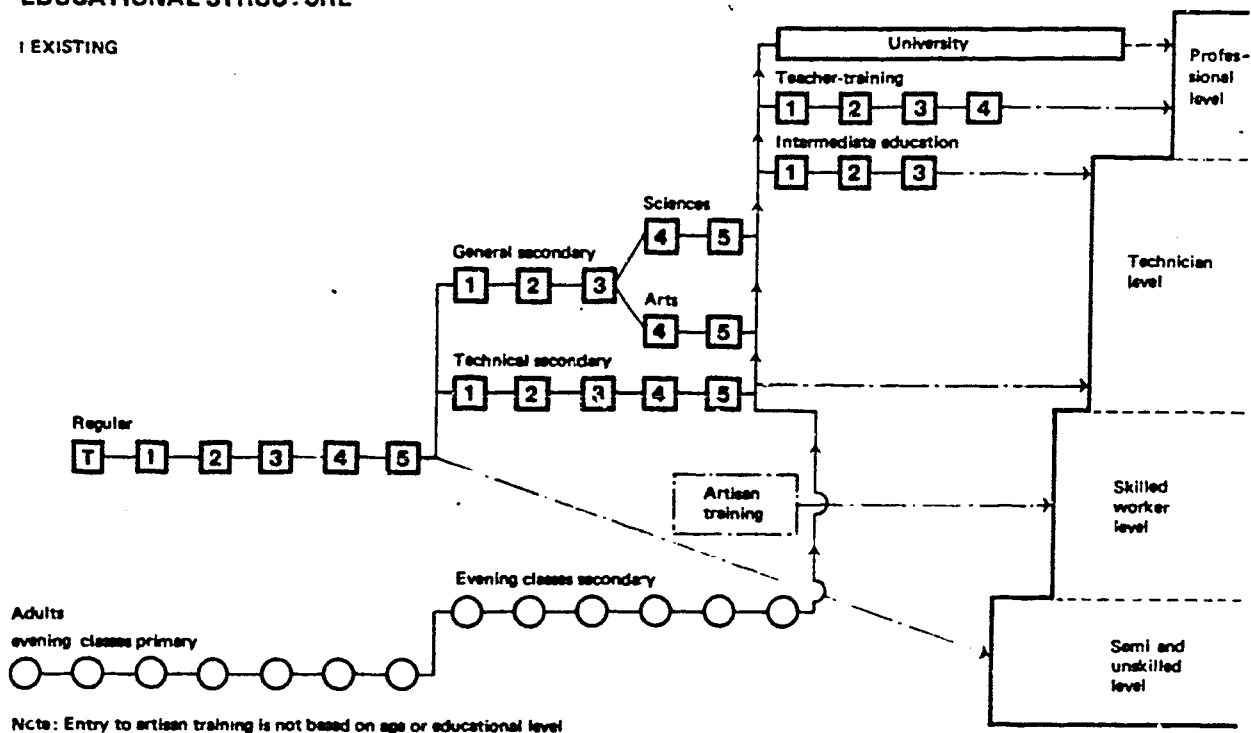 EXISTING
University
Profes-
sional
level
Teacher-training
1 2 3 4
Intermediate education
1 2 3
Sciences
4 5
General secondary
1 2 3
Technician
level
Arts
4 5
Technical secondary
1 2 3 4 5
Regular
T 1 2 3 4 5
Artisan
training
Skilled
worker
level
Evening classes secondary
Adults
evening classes primary
Semi and
unskilled
level
Note: Entry to artisan training is not based on age or educational level